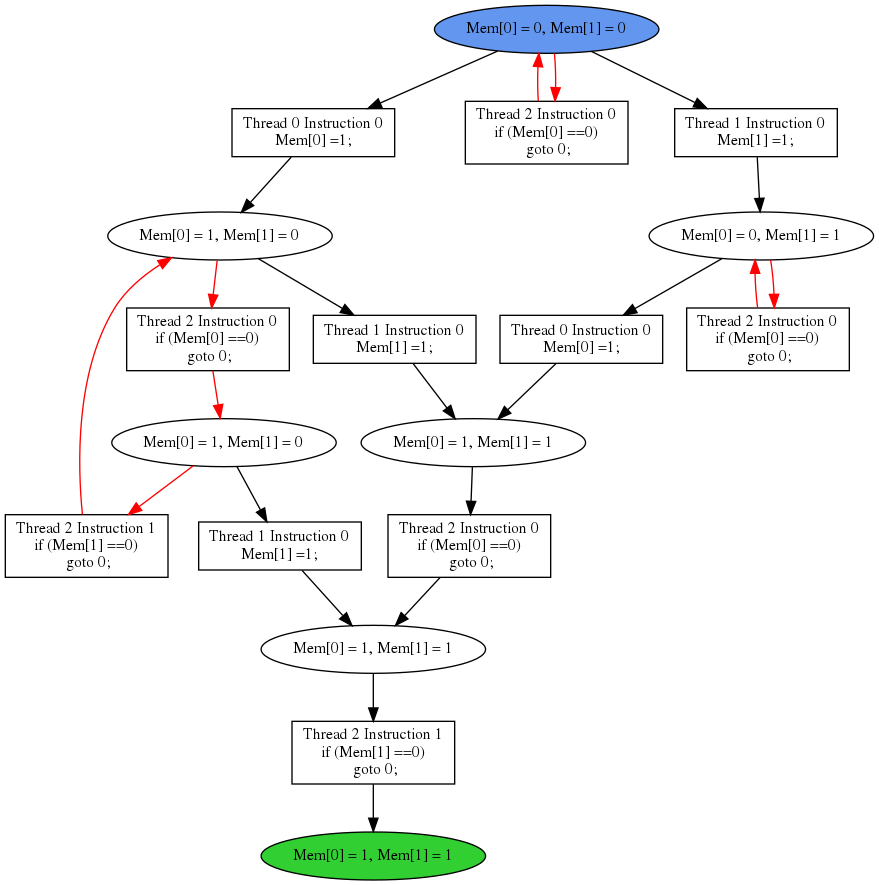 Mem[0] = 0, Mem[1] = 0
Thread 0 Instruction 0
Mem[0] =1;
Thread 2 Instruction 0
if (Mem[0] ==0)
goto 0;
Thread 1 Instruction 0
Mem[1] =1;
Mem[0] = 1, Mem[1] = 0
Mem[0] = 0, Mem[1] = 1
Thread 2 Instruction 0
if (Mem[0] ==0)
goto 0;
Thread 1 Instruction 0
Mem[1] =1;
Thread 0 Instruction 0
Mem[0] =1;
Thread 2 Instruction 0
if (Mem[0] ==0)
goto 0;
Mem[0] = 1, Mem[1] = 0
Mem[0] = 1, Mem[1] = 1
Thread 2 Instruction 1
if (Mem[1] ==0)
goto 0;
Thread 1 Instruction 0
Mem[1] =1;
Thread 2 Instruction 0
if (Mem[0] ==0)
goto 0;
Mem[0] = 1, Mem[1] = 1
Thread 2 Instruction 1
if (Mem[1] ==0)
goto 0;
Mem[0] = 1, Mem[1] = 1